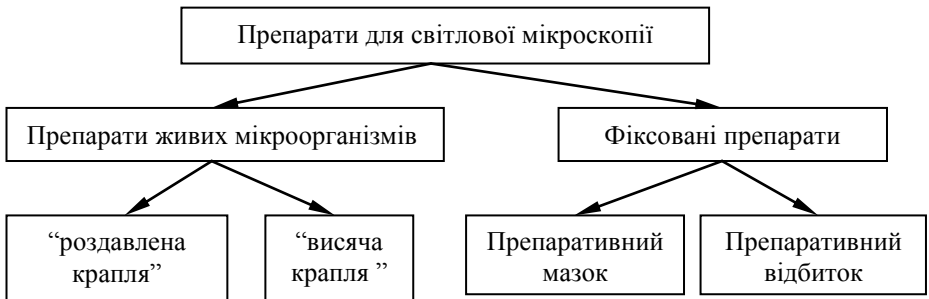 Препарати для світлової мікроскопії
Препарати живих мікроорганізмів
Фіксовані препарати
“роздавлена
крапля”
“висяча
крапля ”
Препаративний
мазок
Препаративний
відбиток